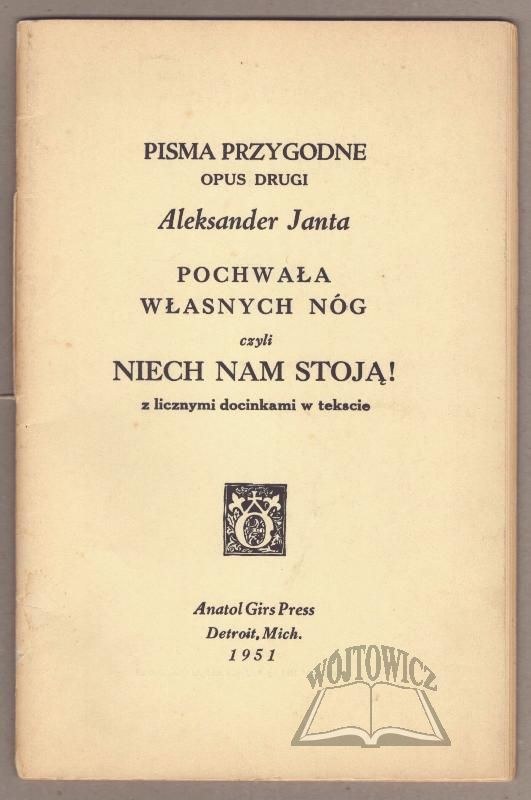 PISMA PRZYGODNE
OPUS DRUGI
Aleksander Janta
POCHWAŁA
WŁASNYCH NÓG
czyli
NIECH NAM STOJĄ!
z licznymi docinkami w tekscie
Anatol Girs Press
Detroit, Mich.
1951
WÓJTOWICZ